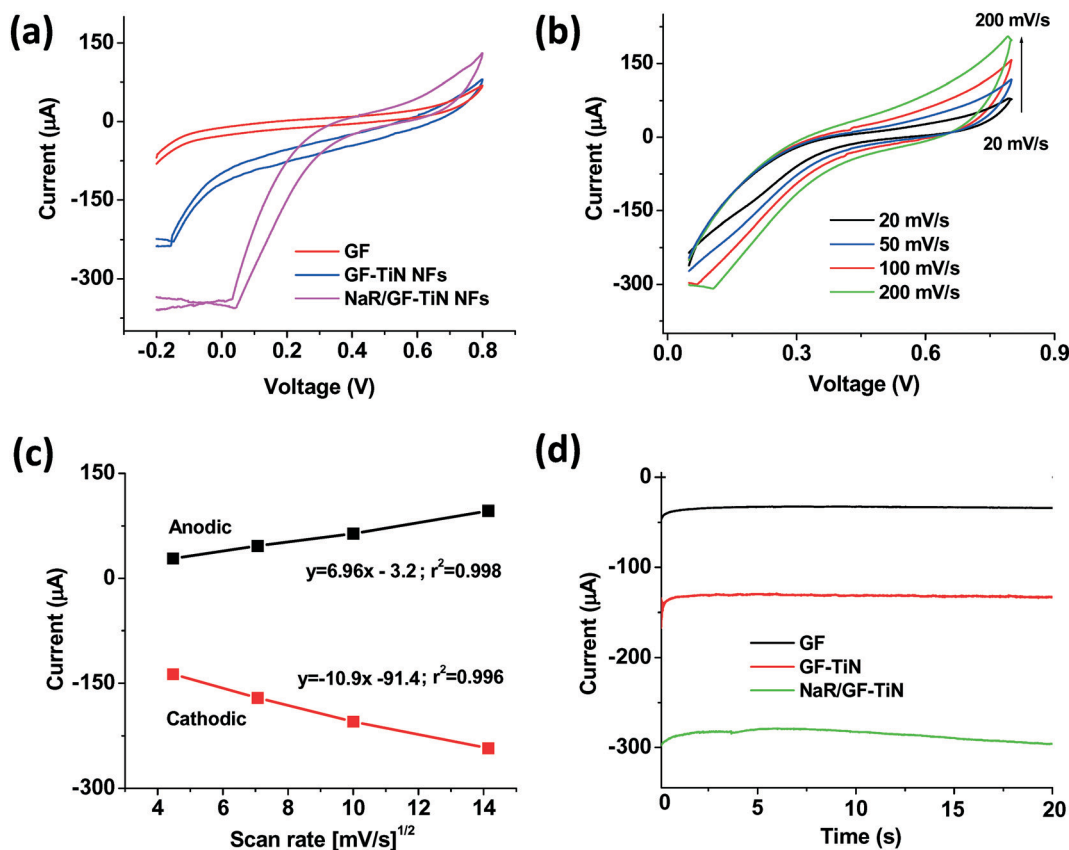 (a)
150
0
-150
-300
Current (µA)
GF
GF-TiN NFs
NaR/GF-TiN NFs
-0.2 0.0 0.2 0.4 0.6 0.8
Voltage (V)
(b)
200 mV/s
150
0
-150
-300
Current (µA)
20 mV/s
20 mV/s
50 mV/s
100 mV/s
200 mV/s
0.0 0.3 0.6 0.9
Voltage (V)
(c)
150
0
-150
-300
Current (µA)
Anodic
y=6.96x - 3.2 ; r²=0.998
y=-10.9x -91.4 ; r²=0.996
Cathodic
4 6 8 10 12 14
Scan rate [mV/s]^1/2
(d)
0
-100
-200
-300
Current (µA)
GF
GF-TiN
NaR/GF-TiN
0 5 10 15 20
Time (s)